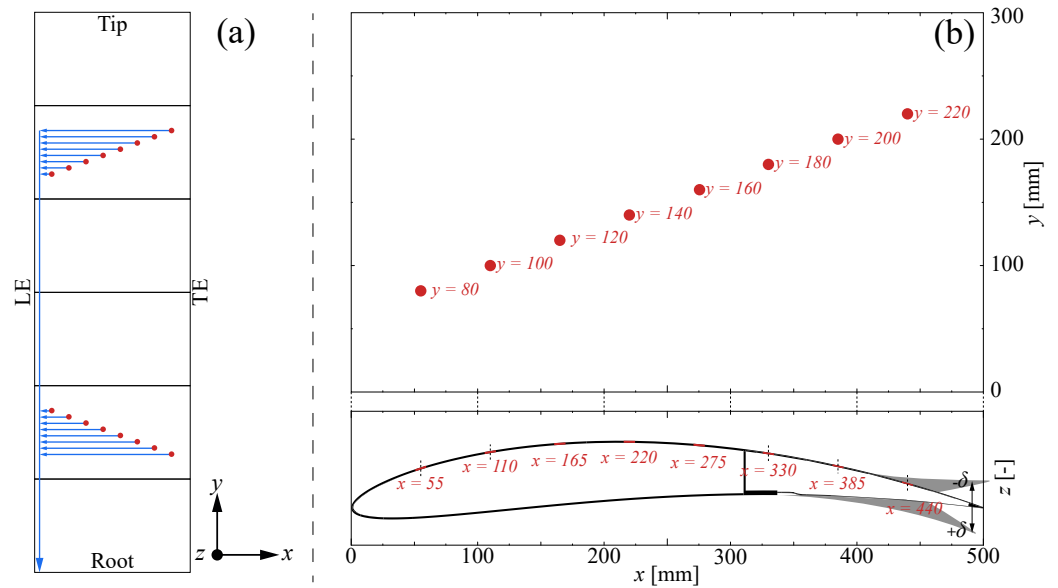 Tip
(a)
LE
TE
y
z
x
Root
(b)
300
200
100
0
y [mm]
y = 220
y = 200
y = 180
y = 160
y = 140
y = 120
y = 100
y = 80
x = 55
x = 110
x = 165
x = 220
x = 275
x = 330
x = 385
x = 440
-δ
+δ
z [-]
0
100
200
300
400
500
x [mm]